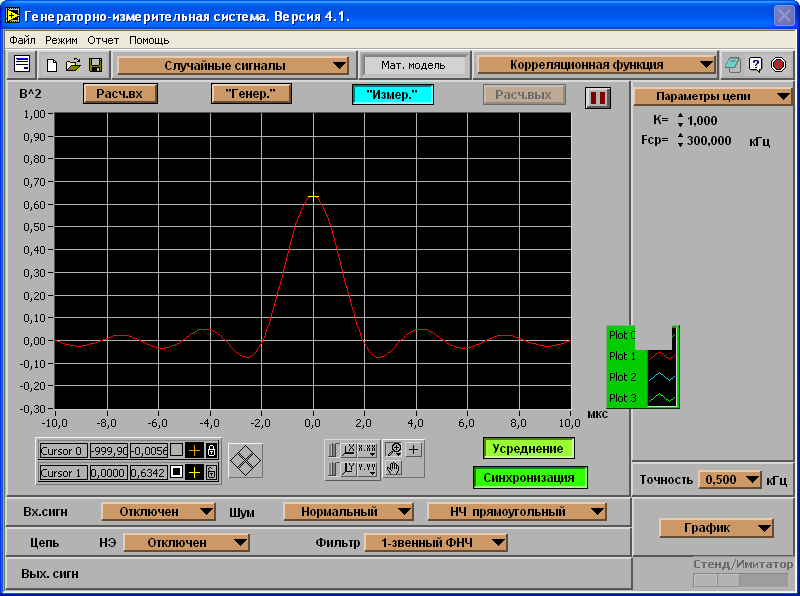 Генераторно-измерительная система. Версия 4.1.
Файл Режим Отчет Помощь
Случайные сигналы Мат. модель Корреляционная функция
В^2 Расч.вх "Генер." "Измер." Расч.вых Параметры цепи
K= 1,000
Fcp= 300,000 кГц
1,00
0,90
0,80
0,70
0,60
0,50
0,40
0,30
0,20
0,10
0,00
-0,10
-0,20
-0,30
-10,0 -8,0 -6,0 -4,0 -2,0 0,0 2,0 4,0 6,0 8,0 10,0 мкс
Plot 0
Plot 1
Plot 2
Plot 3
Cursor 0 -999,90 -0,0056
Cursor 1 0,0000 0,6342
X.XX
Y.YY
Усреднение
Синхронизация
Точность 0,500 кГц
Вх.сигн Отключен Шум Нормальный НЧ прямоугольный
График
Цепь НЭ Отключен Фильтр 1-звенный ФНЧ
Стенд/Имитатор
Вых. сигн